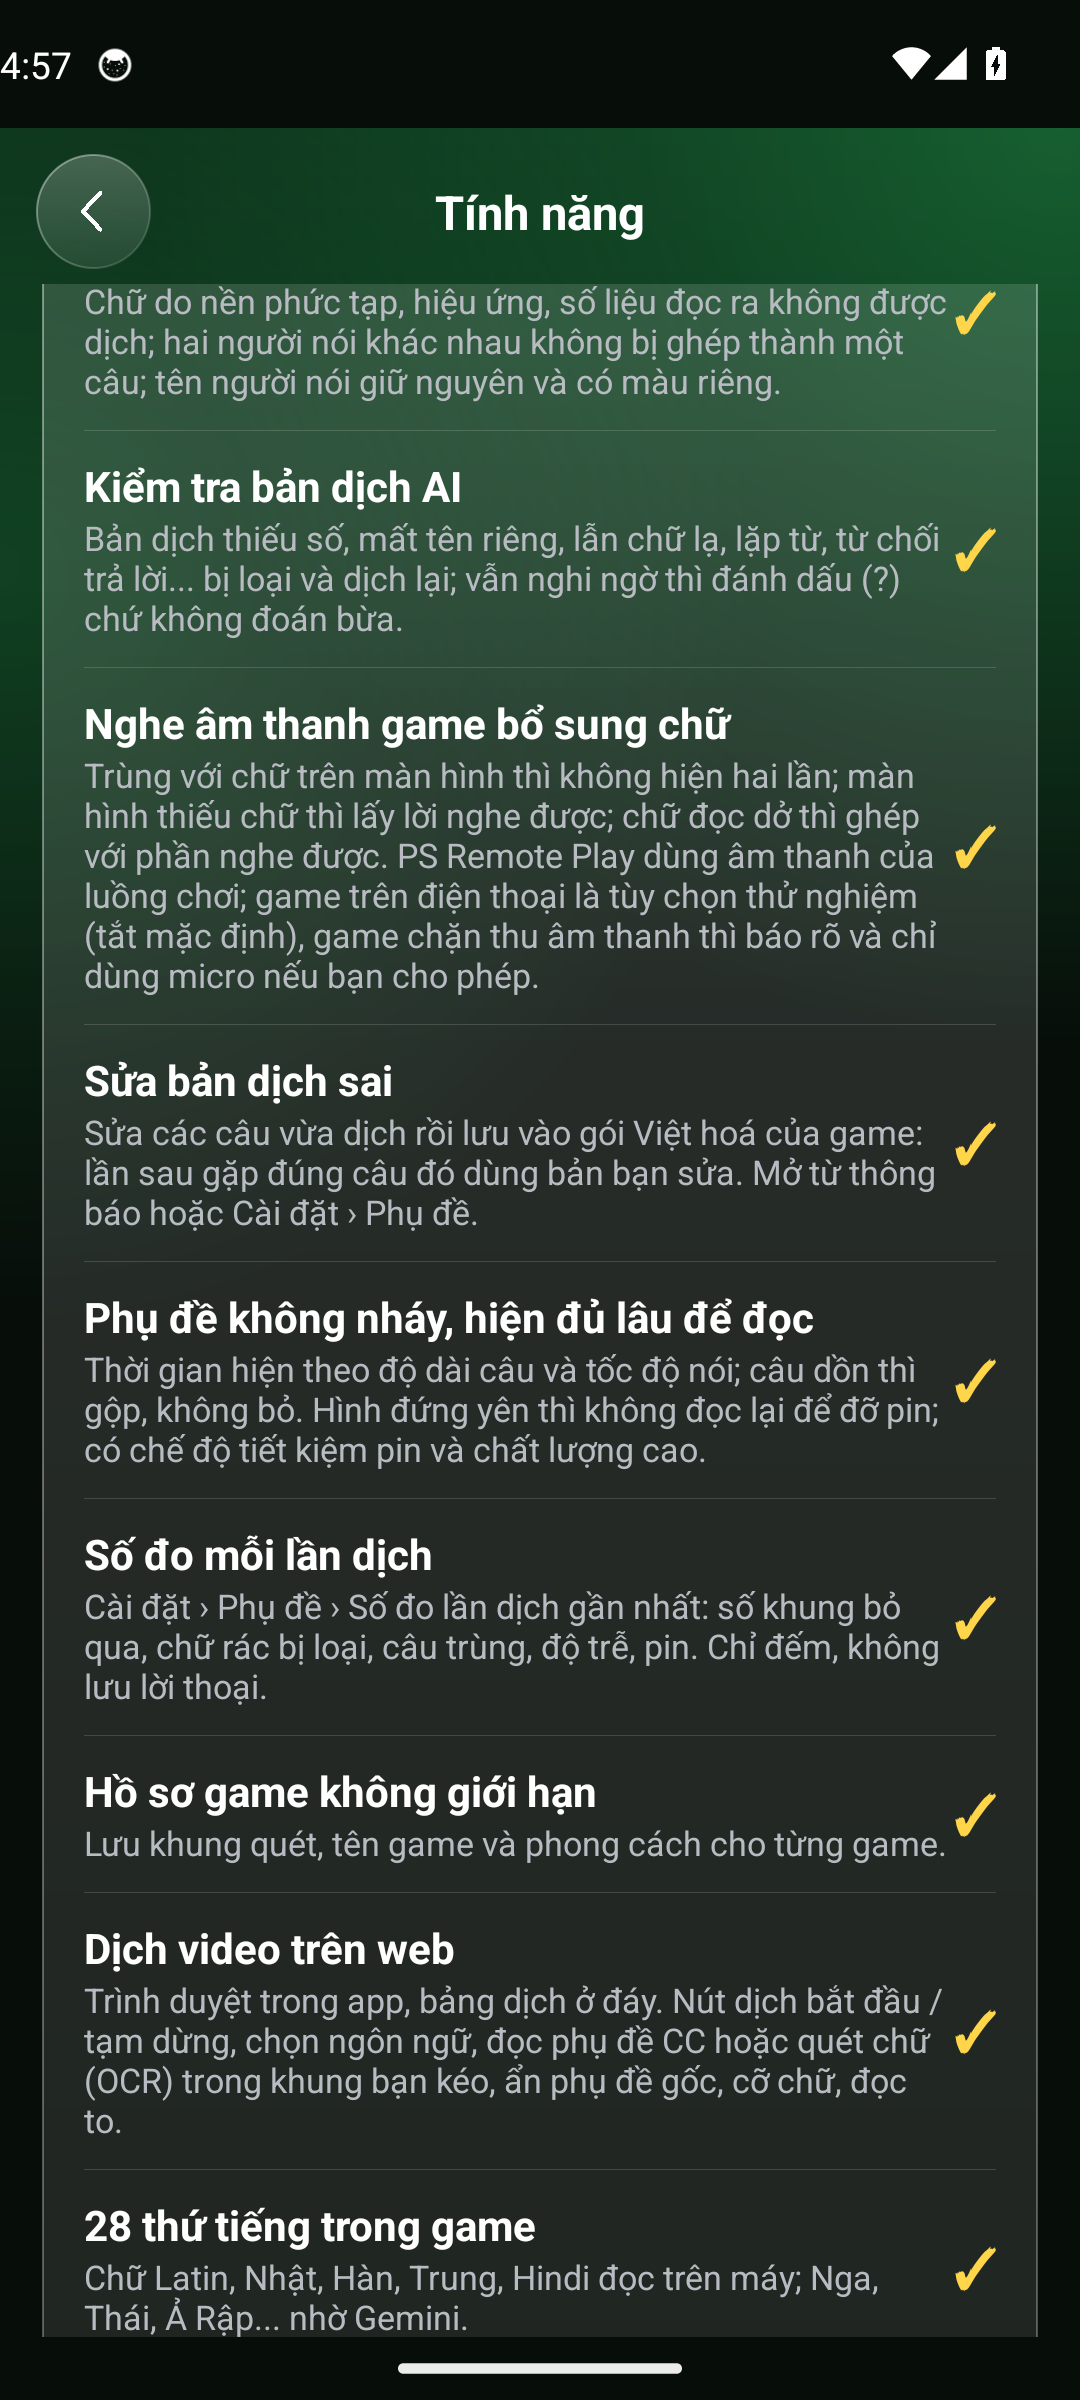 4:57
Tính năng
Chữ do nền phức tạp, hiệu ứng, số liệu đọc ra không được
dịch; hai người nói khác nhau không bị ghép thành một
câu; tên người nói giữ nguyên và có màu riêng.
Kiểm tra bản dịch AI
Bản dịch thiếu số, mất tên riêng, lẫn chữ lạ, lặp từ, từ chối
trả lời... bị loại và dịch lại; vẫn nghi ngờ thì đánh dấu (?)
chứ không đoán bừa.
Nghe âm thanh game bổ sung chữ
Trùng với chữ trên màn hình thì không hiện hai lần; màn
hình thiếu chữ thì lấy lời nghe được; chữ đọc dở thì ghép
với phần nghe được. PS Remote Play dùng âm thanh của
luồng chơi; game trên điện thoại là tùy chọn thử nghiệm
(tắt mặc định), game chặn thu âm thanh thì báo rõ và chỉ
dùng micro nếu bạn cho phép.
Sửa bản dịch sai
Sửa các câu vừa dịch rồi lưu vào gói Việt hoá của game:
lần sau gặp đúng câu đó dùng bản bạn sửa. Mở từ thông
báo hoặc Cài đặt › Phụ đề.
Phụ đề không nháy, hiện đủ lâu để đọc
Thời gian hiện theo độ dài câu và tốc độ nói; câu dồn thì
gộp, không bỏ. Hình đứng yên thì không đọc lại để đỡ pin;
có chế độ tiết kiệm pin và chất lượng cao.
Số đo mỗi lần dịch
Cài đặt › Phụ đề › Số đo lần dịch gần nhất: số khung bỏ
qua, chữ rác bị loại, câu trùng, độ trễ, pin. Chỉ đếm, không
lưu lời thoại.
Hồ sơ game không giới hạn
Lưu khung quét, tên game và phong cách cho từng game.
Dịch video trên web
Trình duyệt trong app, bảng dịch ở đáy. Nút dịch bắt đầu /
tạm dừng, chọn ngôn ngữ, đọc phụ đề CC hoặc quét chữ
(OCR) trong khung bạn kéo, ẩn phụ đề gốc, cỡ chữ, đọc
to.
28 thứ tiếng trong game
Chữ Latin, Nhật, Hàn, Trung, Hindi đọc trên máy; Nga,
Thái, Ả Rập... nhờ Gemini.